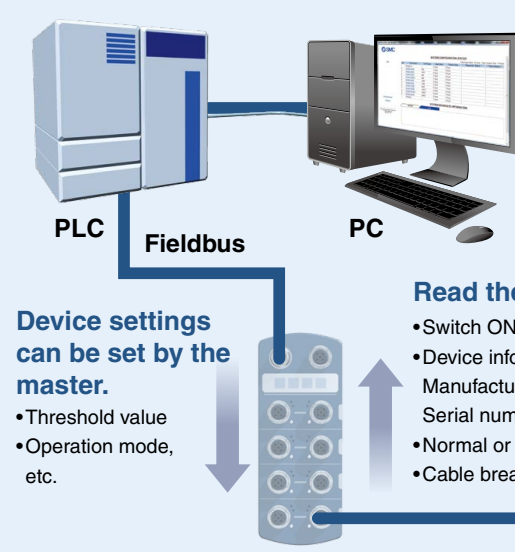 SMC
PLC
Fieldbus
PC
Device settings
can be set by the
master.
•Threshold value
•Operation mode,
etc.
Read the
•Switch ON
•Device info
Manufactu
Serial num
•Normal or
•Cable brea